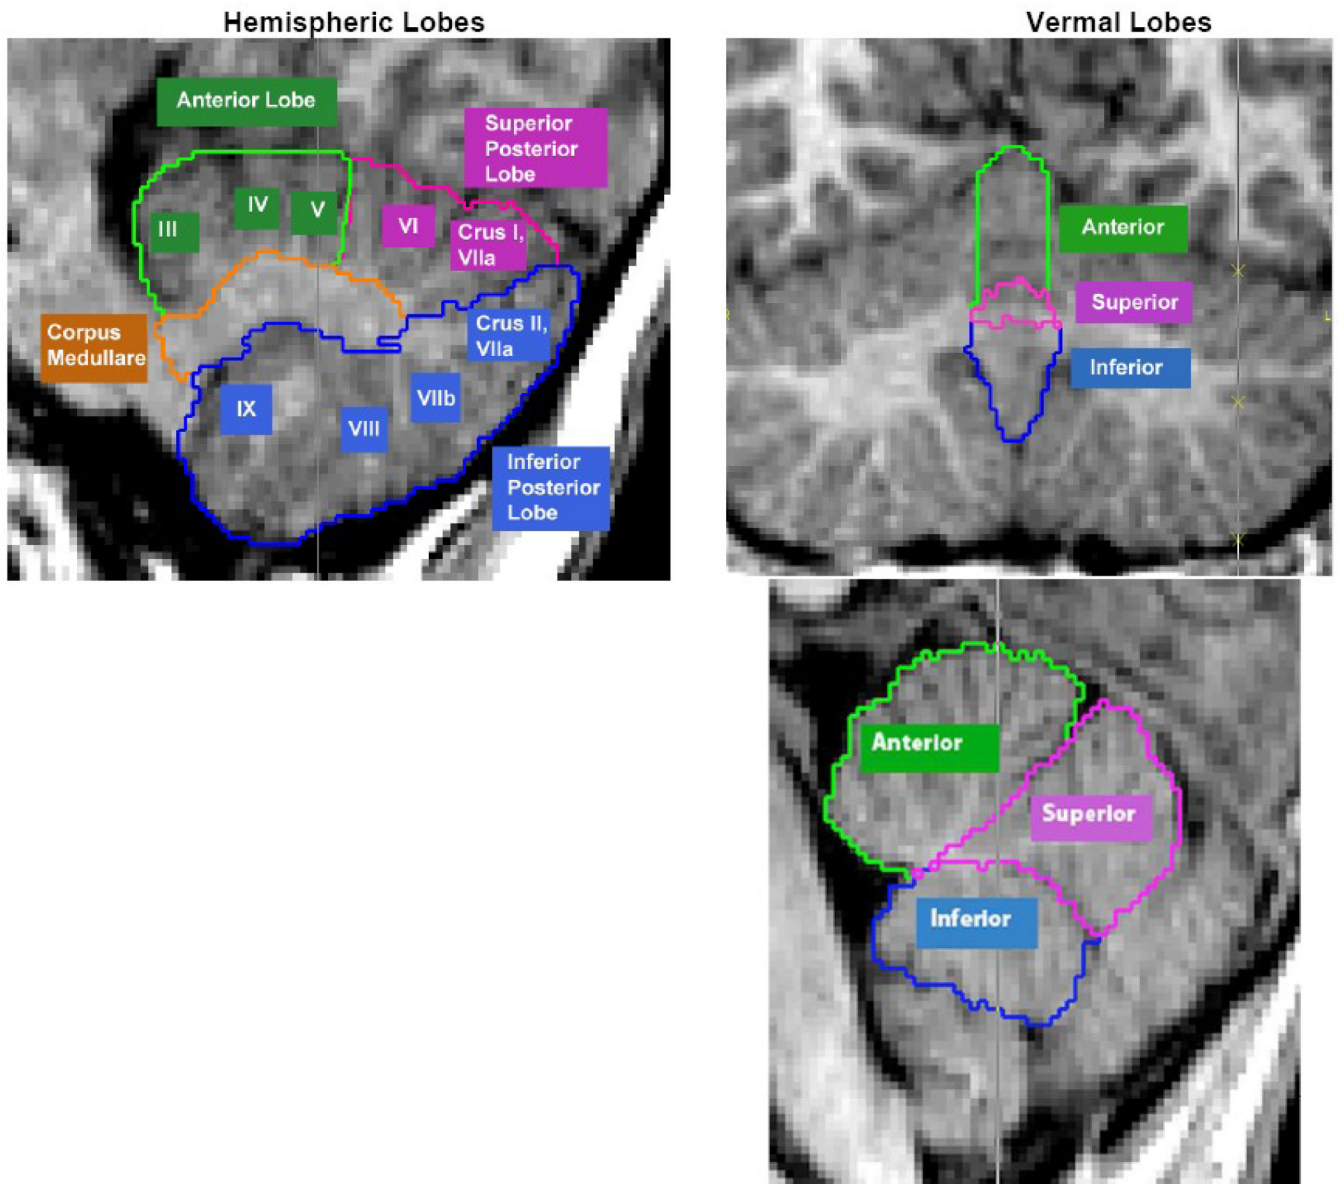 Hemispheric Lobes
Anterior Lobe
Superior
Posterior
Lobe
III
IV
V
VI
Crus I,
VIIa
Corpus
Medullare
Crus II,
VIIa
IX
VIII
VIIb
Inferior
Posterior
Lobe
Vermal Lobes
Anterior
Superior
Inferior
R
L
Anterior
Superior
Inferior